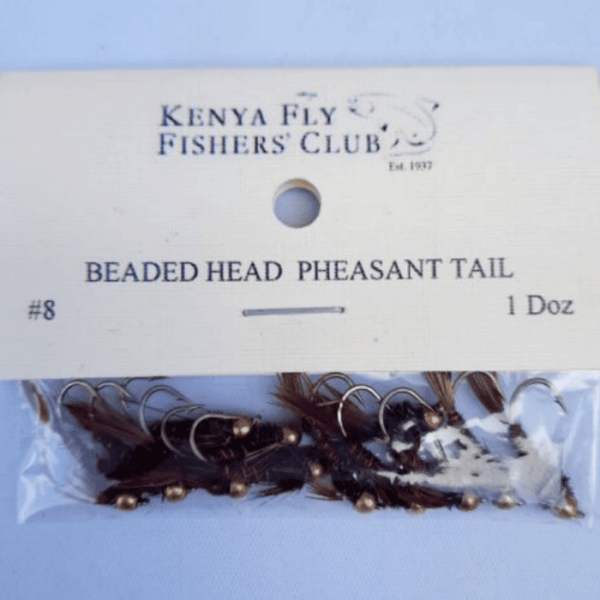 KENYA FLY
FISHERS' CLUB
Est. 1937
BEADED HEAD PHEASANT TAIL
#8
1 Doz